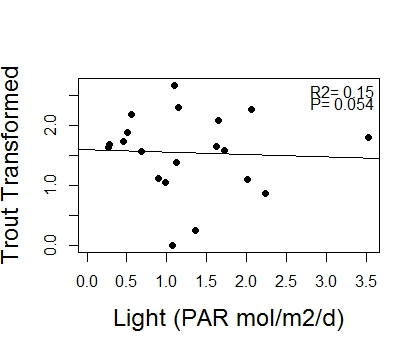 R2= 0.15
P= 0.054
Trout Transformed
2.0
1.0
0.0
0.0 0.5 1.0 1.5 2.0 2.5 3.0 3.5
Light (PAR mol/m2/d)